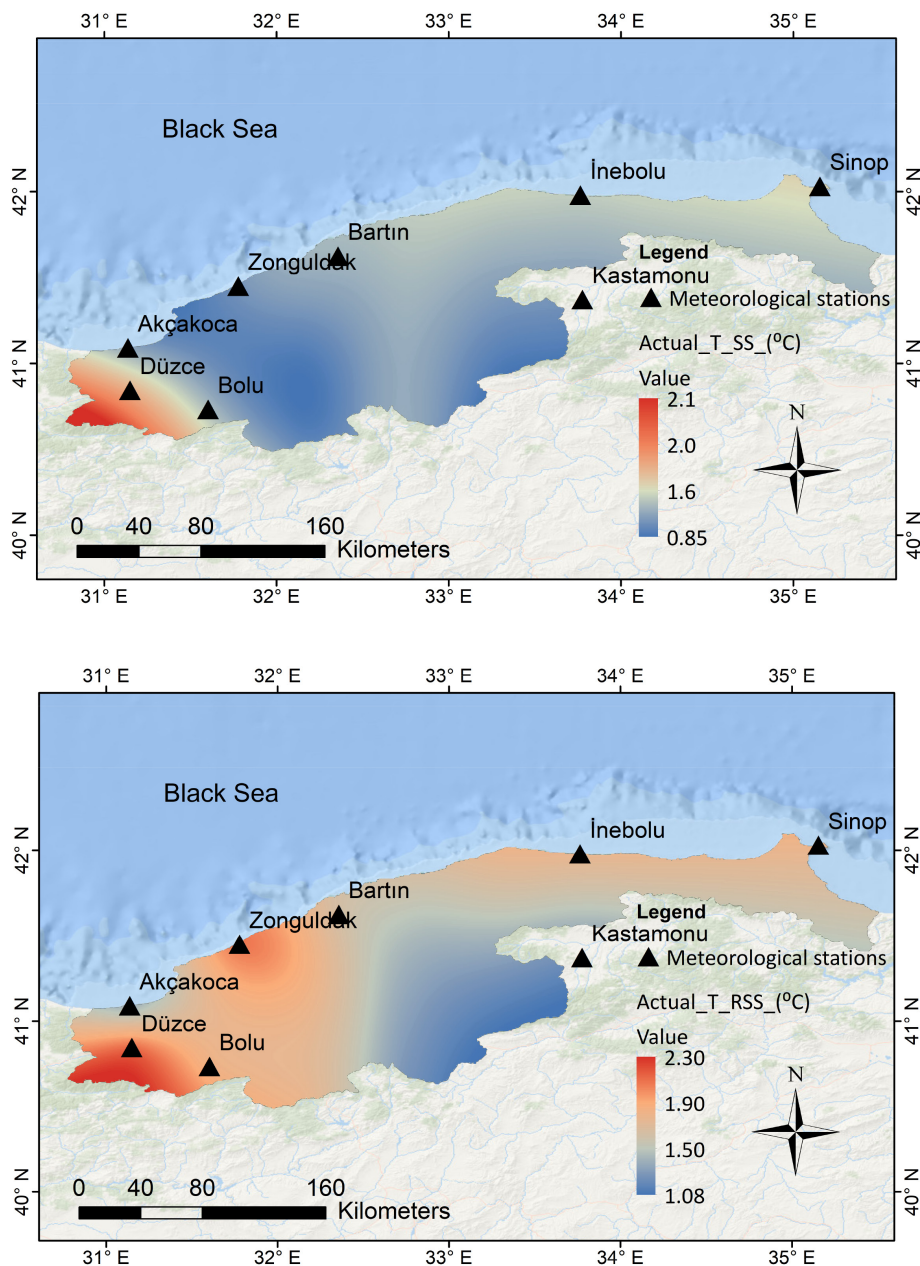 31° E 32° E 33° E 34° E 35° E
Black Sea
Sinop
İnebolu
42° N 42° N
Bartın
Legend
Zonguldak
Kastamonu
Meteorological stations
Akçakoca
Actual_T_SS_(⁰C)
Düzce
41° N 41° N
Bolu
Value
2.1
N
2.0
1.6
0 40 80 160
40° N 40° N
0.85
Kilometers
31° E 32° E 33° E 34° E 35° E
31° E 32° E 33° E 34° E 35° E
Black Sea
Sinop
İnebolu
42° N 42° N
Bartın
Legend
Zonguldak
Kastamonu
Meteorological stations
Akçakoca
Actual_T_RSS_(⁰C)
Düzce
41° N 41° N
Bolu
Value
2.30
N
1.90
1.50
0 40 80 160
40° N 40° N
1.08
Kilometers
31° E 32° E 33° E 34° E 35° E